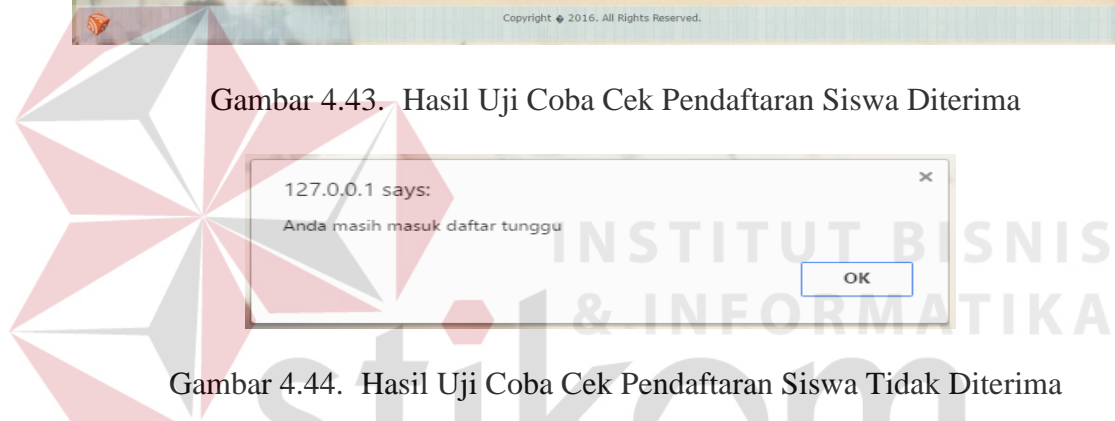 Copyright � 2016. All Rights Reserved.
Gambar 4.43. Hasil Uji Coba Cek Pendaftaran Siswa Diterima
127.0.0.1 says:
Anda masih masuk daftar tunggu
INSTITUT BISNIS
OK
& INFORMATIKA
Gambar 4.44. Hasil Uji Coba Cek Pendaftaran Siswa Tidak Diterima
stikom